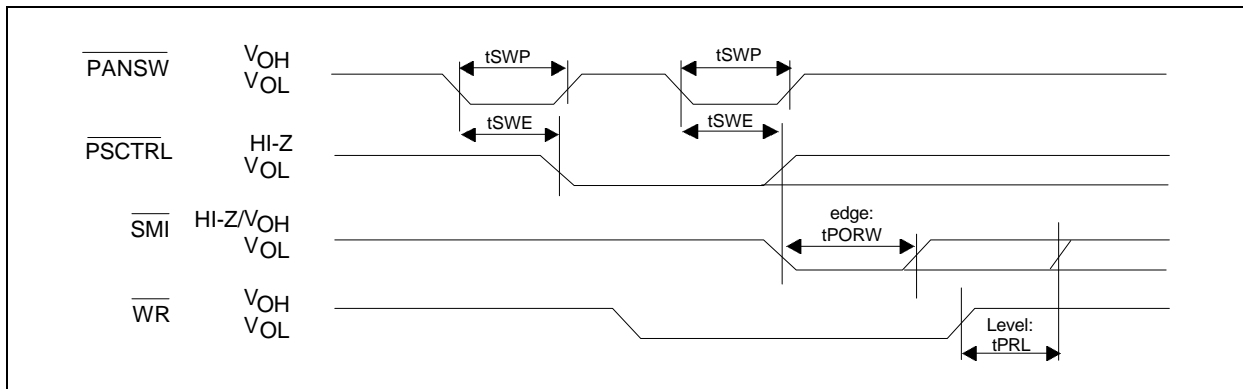 PANSW VOH tSWP tSWP
VOL
tSWE tSWE
PSCTRL HI-Z
VOL
SMI HI-Z/VOH edge:
VOL tPORW
WR VOH
VOL Level:
tPRL